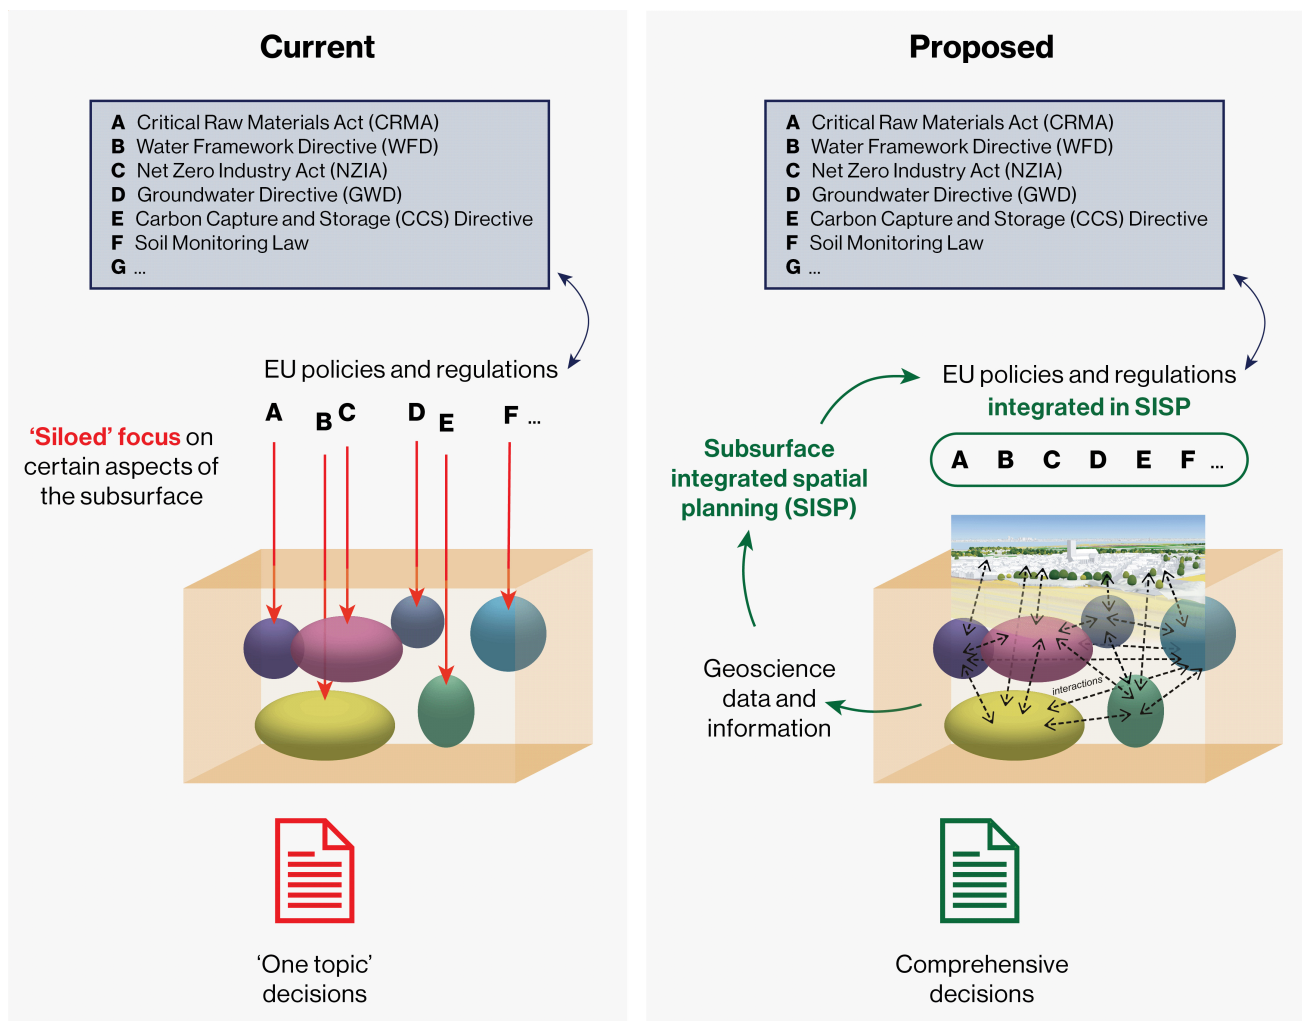 Current
A Critical Raw Materials Act (CRMA)
B Water Framework Directive (WFD)
C Net Zero Industry Act (NZIA)
D Groundwater Directive (GWD)
E Carbon Capture and Storage (CCS) Directive
F Soil Monitoring Law
G ...
EU policies and regulations
A B C D E F ...
‘Siloed’ focus on
certain aspects of
the subsurface
‘One topic’
decisions
Proposed
A Critical Raw Materials Act (CRMA)
B Water Framework Directive (WFD)
C Net Zero Industry Act (NZIA)
D Groundwater Directive (GWD)
E Carbon Capture and Storage (CCS) Directive
F Soil Monitoring Law
G ...
EU policies and regulations
integrated in SISP
A B C D E F ...
Subsurface
integrated spatial
planning (SISP)
Geoscience
data and
information
interactions
Comprehensive
decisions